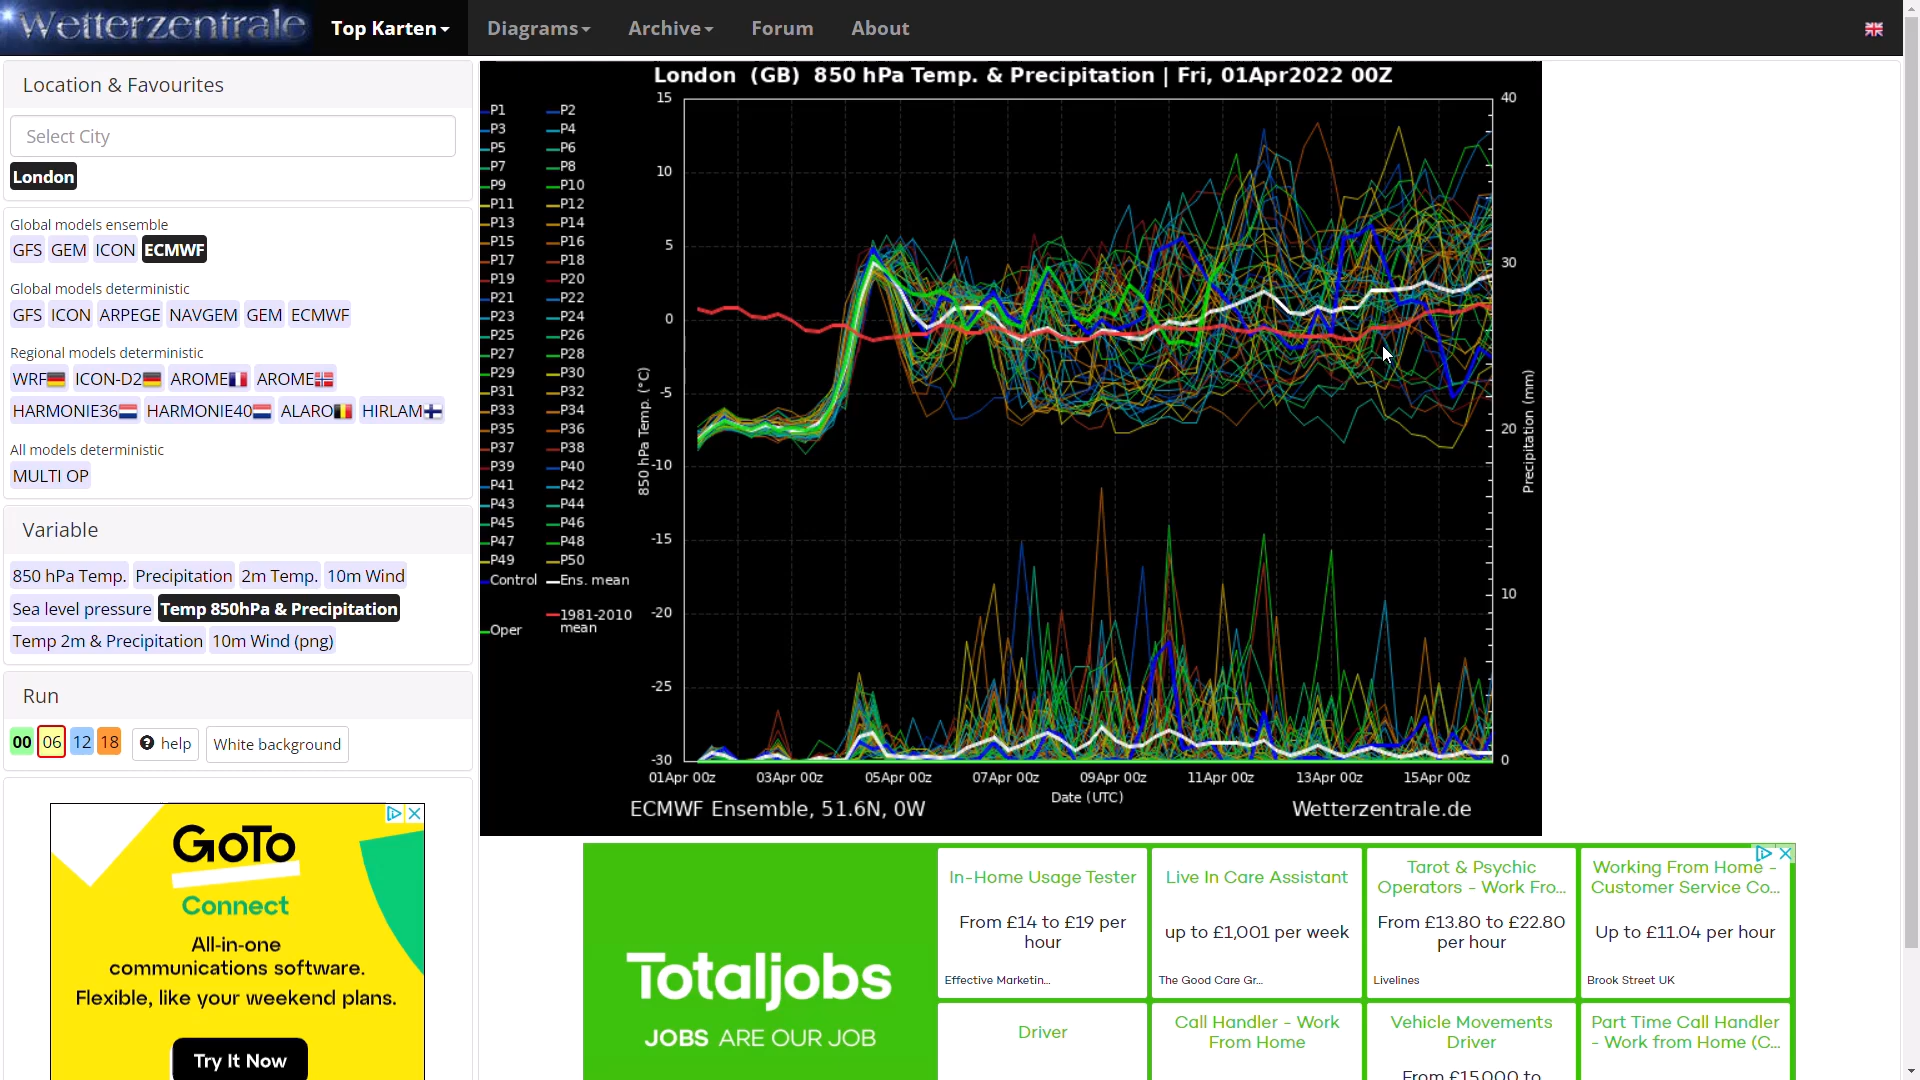 Wetterzentrale
Top Karten
Diagrams
Archive
Forum
About
Location & Favourites
Select City
London
Global models ensemble
GFS GEM ICON ECMWF
Global models deterministic
GFS ICON ARPEGE NAVGEM GEM ECMWF
Regional models deterministic
WRF ICON-D2 AROME AROME
HARMONIE36 HARMONIE40 ALARO HIRLAM
All models deterministic
MULTI OP
Variable
850 hPa Temp. Precipitation 2m Temp. 10m Wind
Sea level pressure Temp 850hPa & Precipitation
Temp 2m & Precipitation 10m Wind (png)
Run
00 06 12 18 help White background
GoTo
Connect
All-in-one
communications software.
Flexible, like your weekend plans.
Try It Now
London (GB) 850 hPa Temp. & Precipitation | Fri, 01Apr2022 00Z
P1 P2
P3 P4
P5 P6
P7 P8
P9 P10
P11 P12
P13 P14
P15 P16
P17 P18
P19 P20
P21 P22
P23 P24
P25 P26
P27 P28
P29 P30
P31 P32
P33 P34
P35 P36
P37 P38
P39 P40
P41 P42
P43 P44
P45 P46
P47 P48
P49 P50
Control Ens. mean
1981-2010
mean
Oper
850 hPa Temp. (°C)
15
10
5
0
-5
-10
-15
-20
-25
-30
40
30
20
10
0
Precipitation (mm)
01Apr 00z 03Apr 00z 05Apr 00z 07Apr 00z 09Apr 00z 11Apr 00z 13Apr 00z 15Apr 00z
Date (UTC)
ECMWF Ensemble, 51.6N, 0W
Wetterzentrale.de
Totaljobs
JOBS ARE OUR JOB
In-Home Usage Tester
From £14 to £19 per
hour
Effective Marketin...
Live In Care Assistant
up to £1,001 per week
The Good Care Gr...
Tarot & Psychic
Operators - Work Fro...
From £13.80 to £22.80
per hour
Livelines
Working From Home -
Customer Service Co...
Up to £11.04 per hour
Brook Street UK
Driver
Call Handler - Work
From Home
Vehicle Movements
Driver
From £15,000 to
Part Time Call Handler
- Work from Home (C...